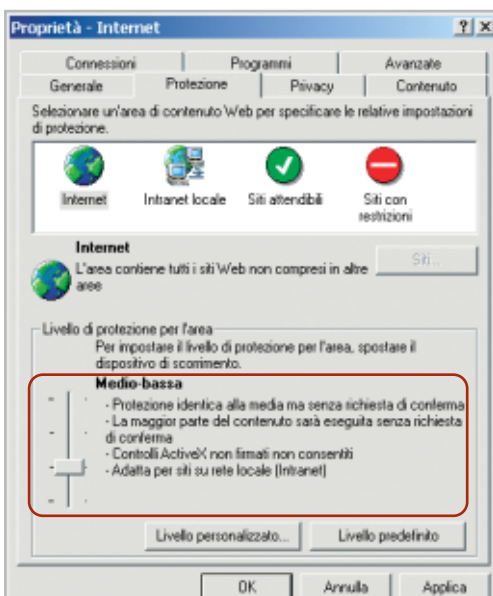 Proprietà - Internet
? x
Connessioni Programmi Avanzate
Generale Protezione Privacy Contenuto
Selezionare un'area di contenuto Web per specificare le relative impostazioni
di protezione.
Internet Intranet locale Siti attendibili Siti con
restrizioni
Internet
L'area contiene tutti i siti Web non compresi in altre
aree
Siti...
Livello di protezione per l'area
Per impostare il livello di protezione per l'area, spostare il
dispositivo di scorrimento.
Medio-bassa
- Protezione identica alla media ma senza richiesta di conferma
- La maggior parte del contenuto sarà eseguita senza richiesta
di conferma
- Controlli ActiveX non firmati non consentiti
- Adatta per siti su rete locale (Intranet)
Livello personalizzato... Livello predefinito
OK Annulla Applica